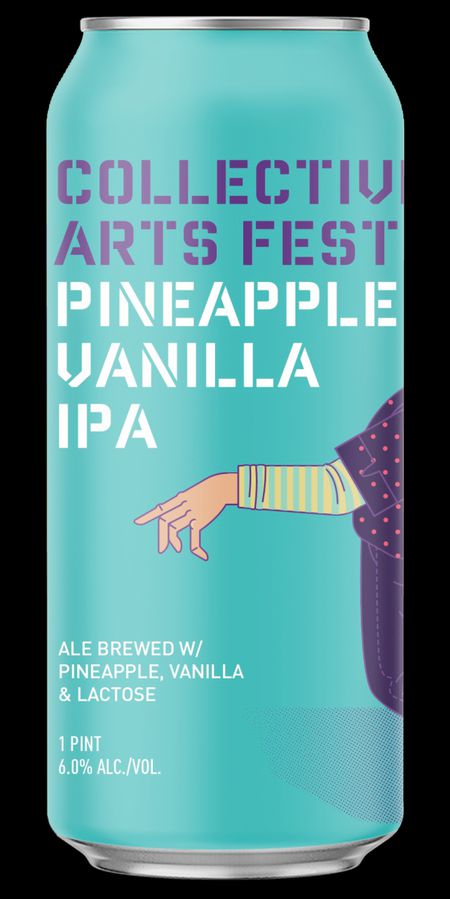 COLLECTIV
ARTS FEST
PINEAPPLE
VANILLA
IPA
ALE BREWED W/
PINEAPPLE, VANILLA
& LACTOSE
1 PINT
6.0% ALC./VOL.